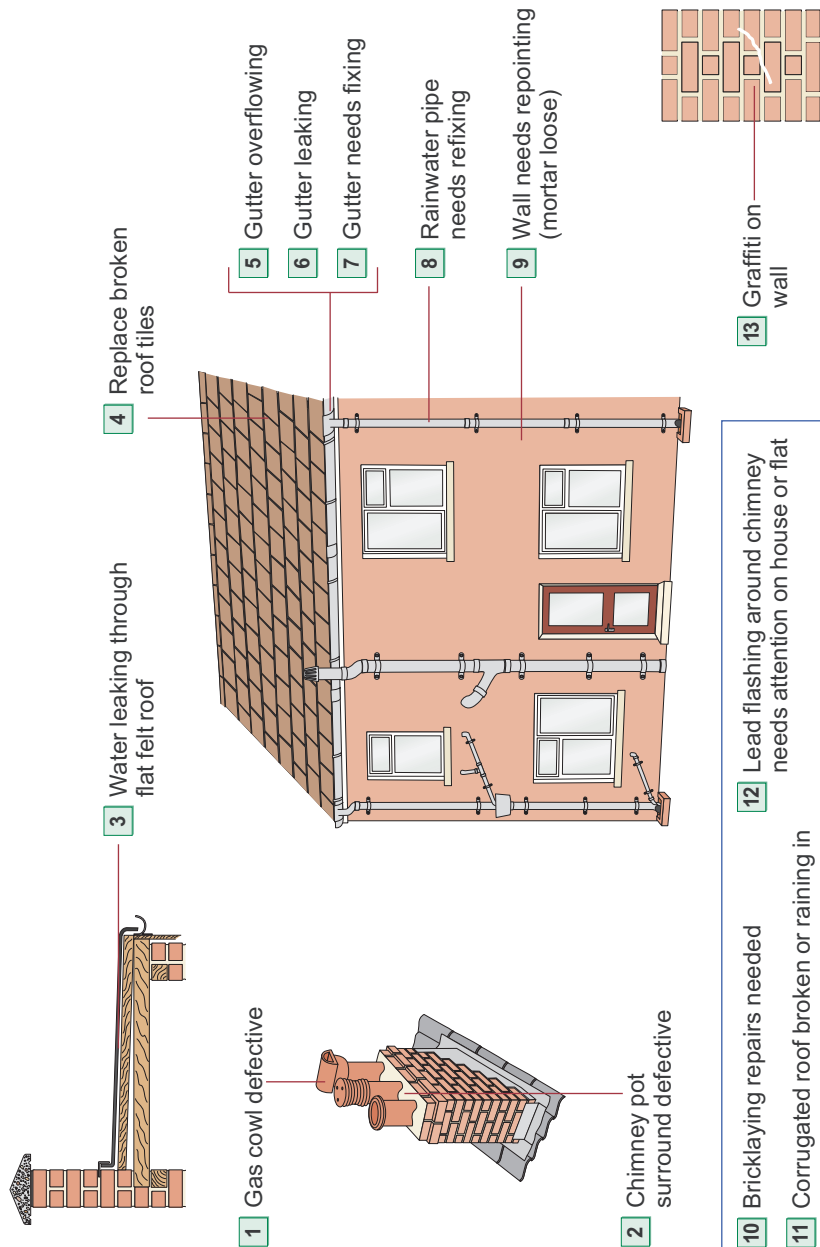 1 Gas cowl defective
2 Chimney pot
surround defective
3 Water leaking through
flat felt roof
4 Replace broken
roof tiles
5 Gutter overflowing
6 Gutter leaking
7 Gutter needs fixing
8 Rainwater pipe
needs refixing
9 Wall needs repointing
(mortar loose)
10 Bricklaying repairs needed
11 Corrugated roof broken or raining in
12 Lead flashing around chimney
needs attention on house or flat
13 Graffiti on
wall